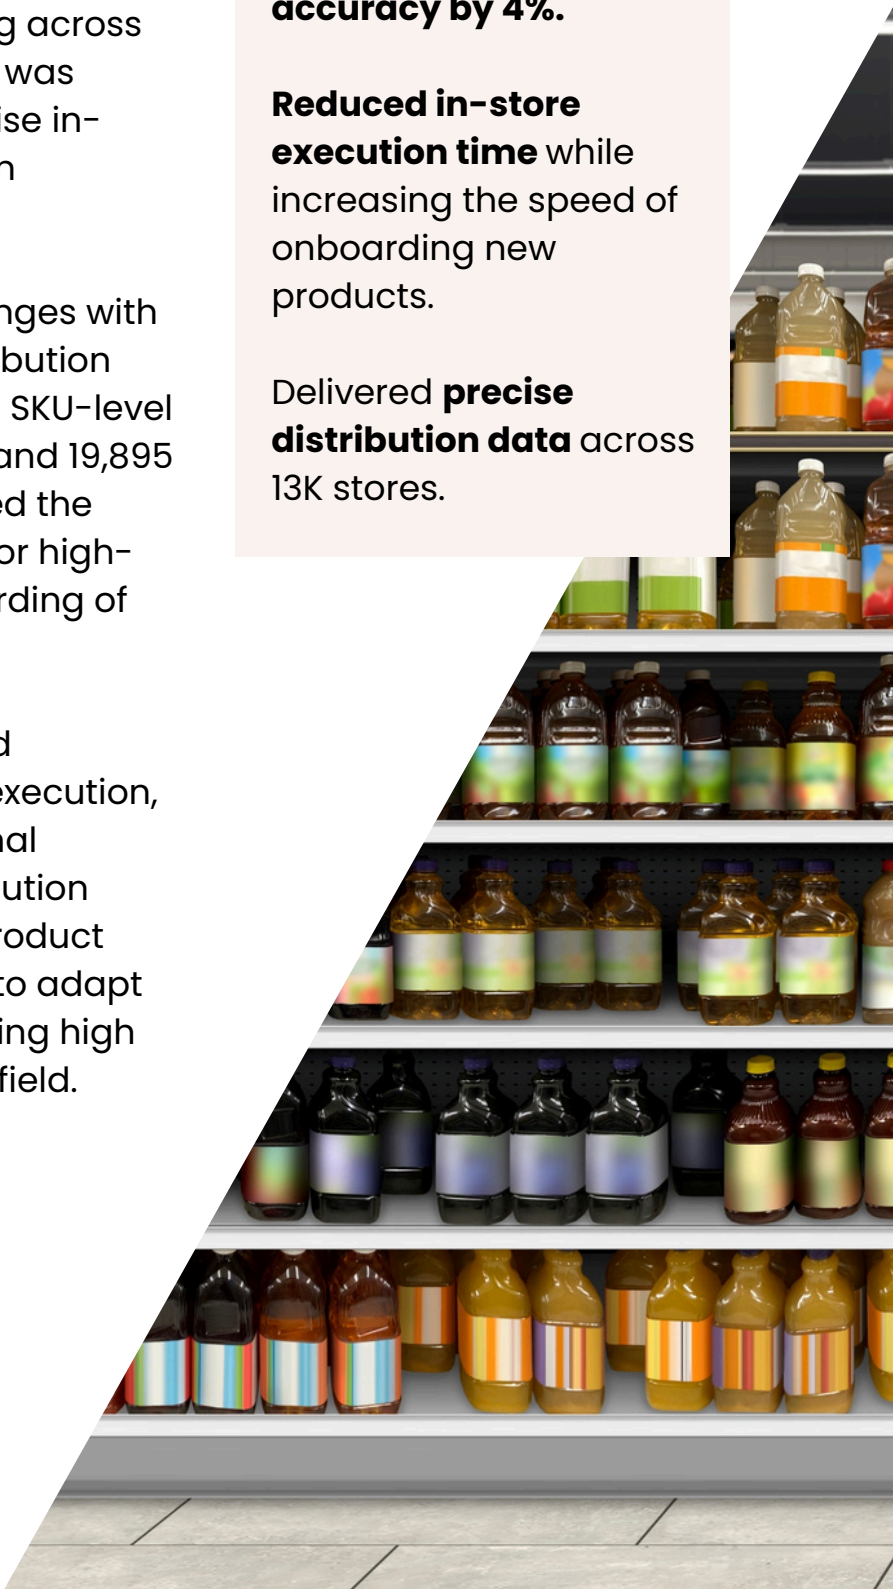 g across
was
ise in-
n
nges with
bution
SKU-level
and 19,895
ed the
or high-
rding of
d
execution,
nal
ution
roduct
to adapt
ing high
field.
accuracy by 4%.
Reduced in-store
execution time while
increasing the speed of
onboarding new
products.
Delivered precise
distribution data across
13K stores.